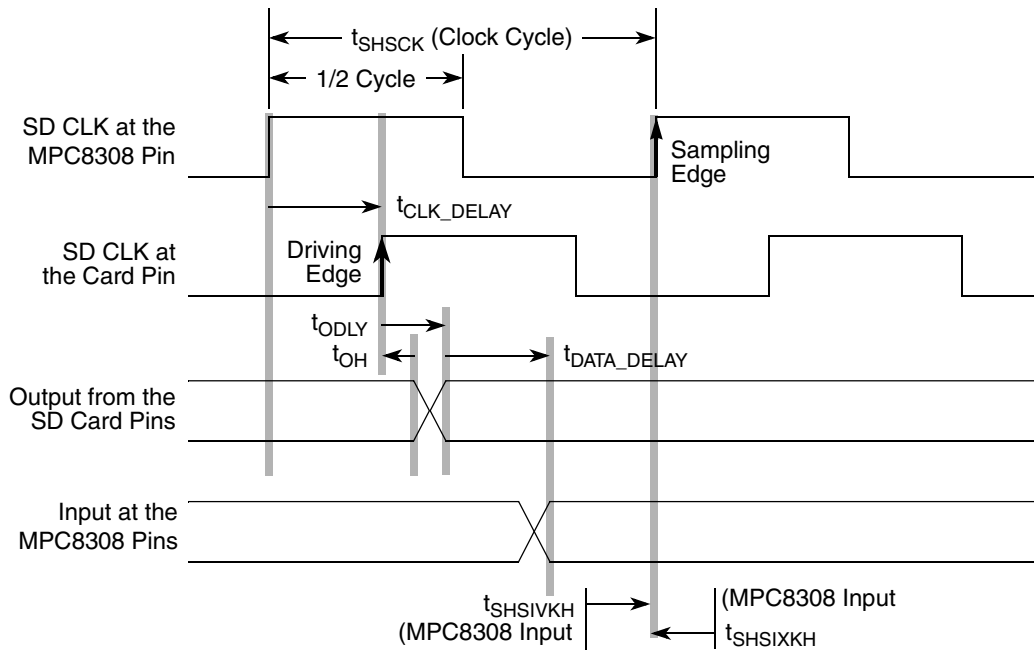 tSHSCK (Clock Cycle)
1/2 Cycle
SD CLK at the
MPC8308 Pin
Sampling
Edge
tCLK_DELAY
SD CLK at
the Card Pin
Driving
Edge
tODLY
tOH
tDATA_DELAY
Output from the
SD Card Pins
Input at the
MPC8308 Pins
tSHSIVKH
(MPC8308 Input
(MPC8308 Input
tSHSIXKH